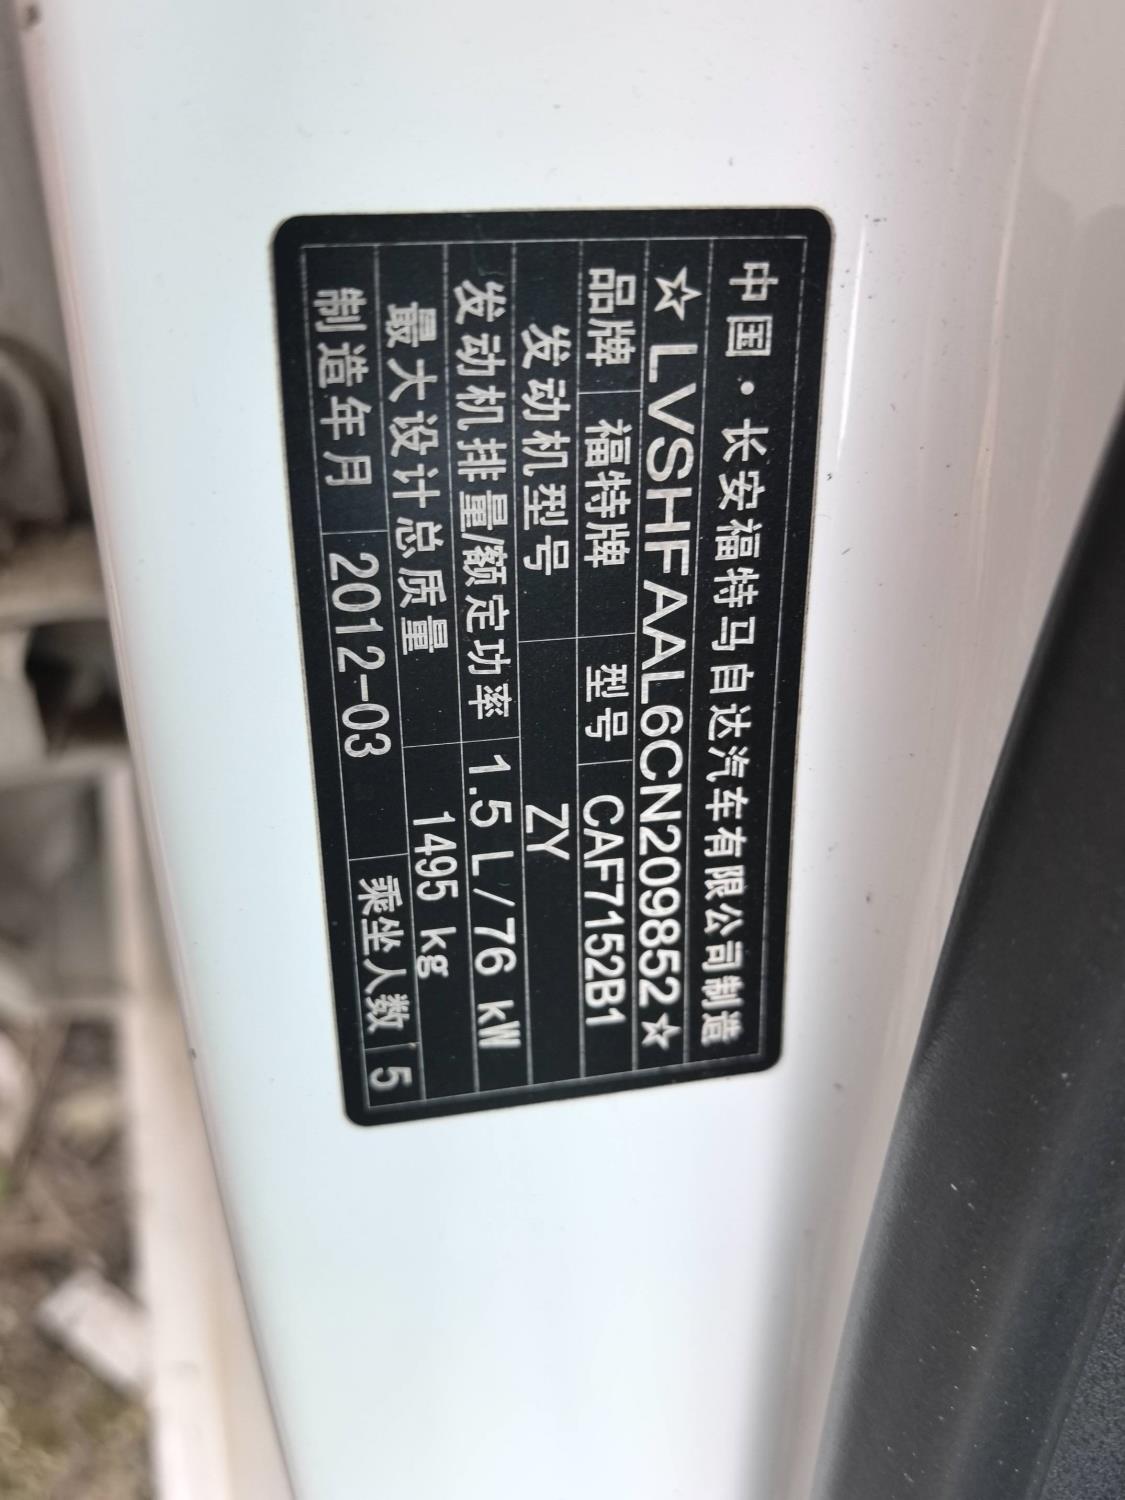 中国·长安福特马自达汽车有限公司制造
☆LVSHFAAL6CN209852☆
品牌 福特牌 型号 CAF7152B1
发动机型号 ZY
发动机排量/额定功率 1.5 L/76 kW
最大设计总质量 1495 kg
制造年月 2012-03 乘坐人数 5